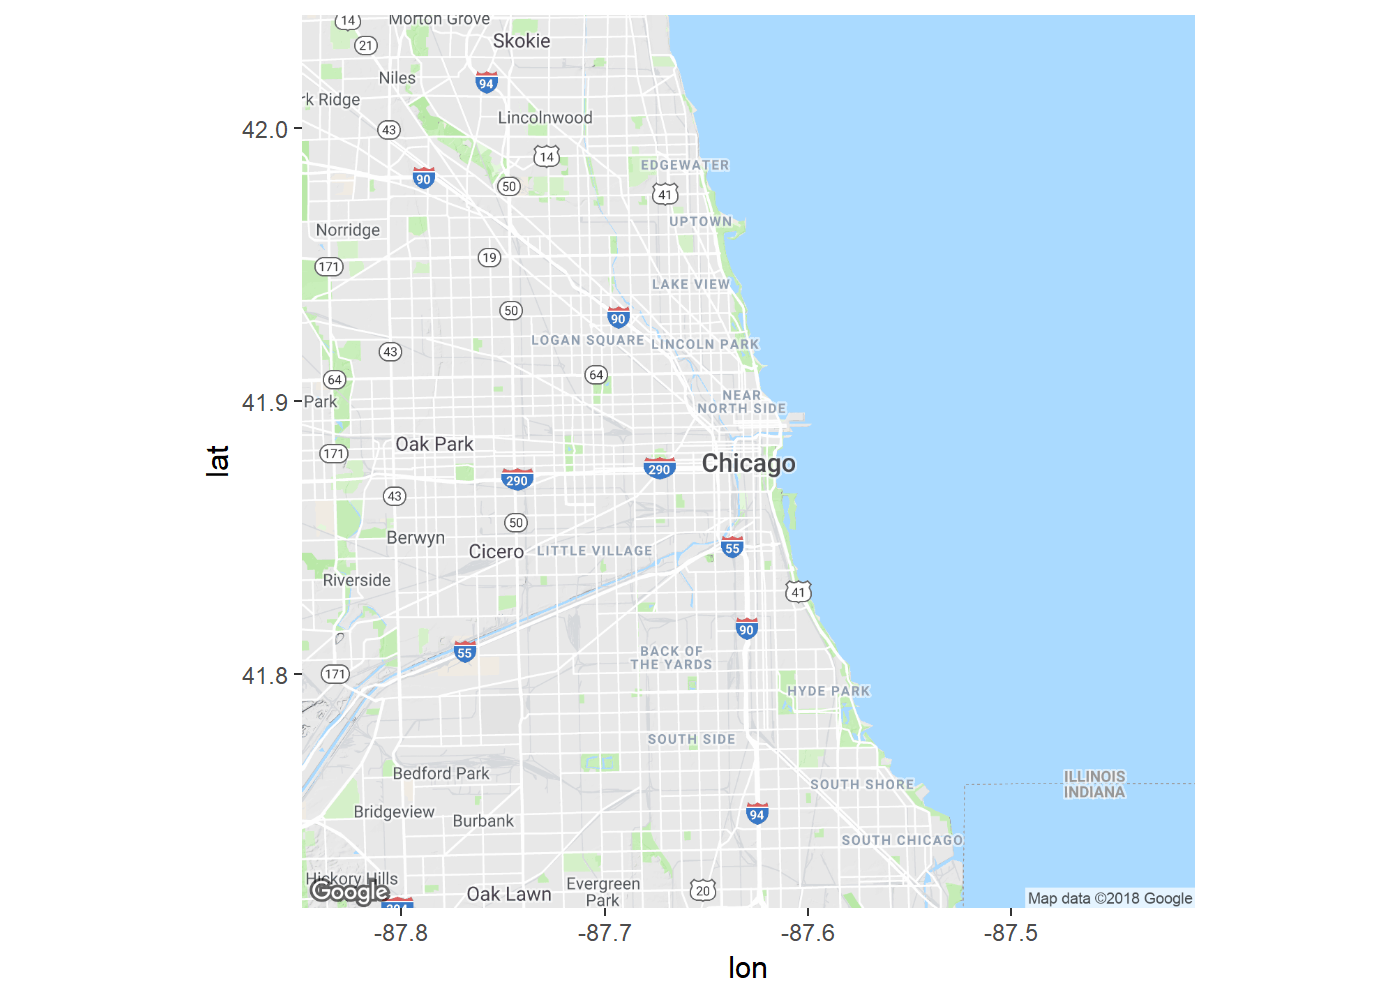 14
Morton Grove
21
Skokie
Niles
94
rk Ridge
Lincolnwood
42.0
43
14
EDGEWATER
90
50
41
UPTOWN
Norridge
19
171
LAKE VIEW
50
90
LOGAN SQUARE
LINCOLN PARK
43
64
64
41.9
Park
NEAR
NORTH SIDE
Oak Park
171
Chicago
290
290
lat
43
50
Berwyn
Cicero
LITTLE VILLAGE
55
Riverside
41
90
55
BACK OF
THE YARDS
41.8
171
HYDE PARK
SOUTH SIDE
Bedford Park
SOUTH SHORE
ILLINOIS
INDIANA
Bridgeview
Burbank
94
SOUTH CHICAGO
Hickory Hills
Google
Oak Lawn
Evergreen
Park
20
294
Map data ©2018 Google
-87.8
-87.7
-87.6
-87.5
lon